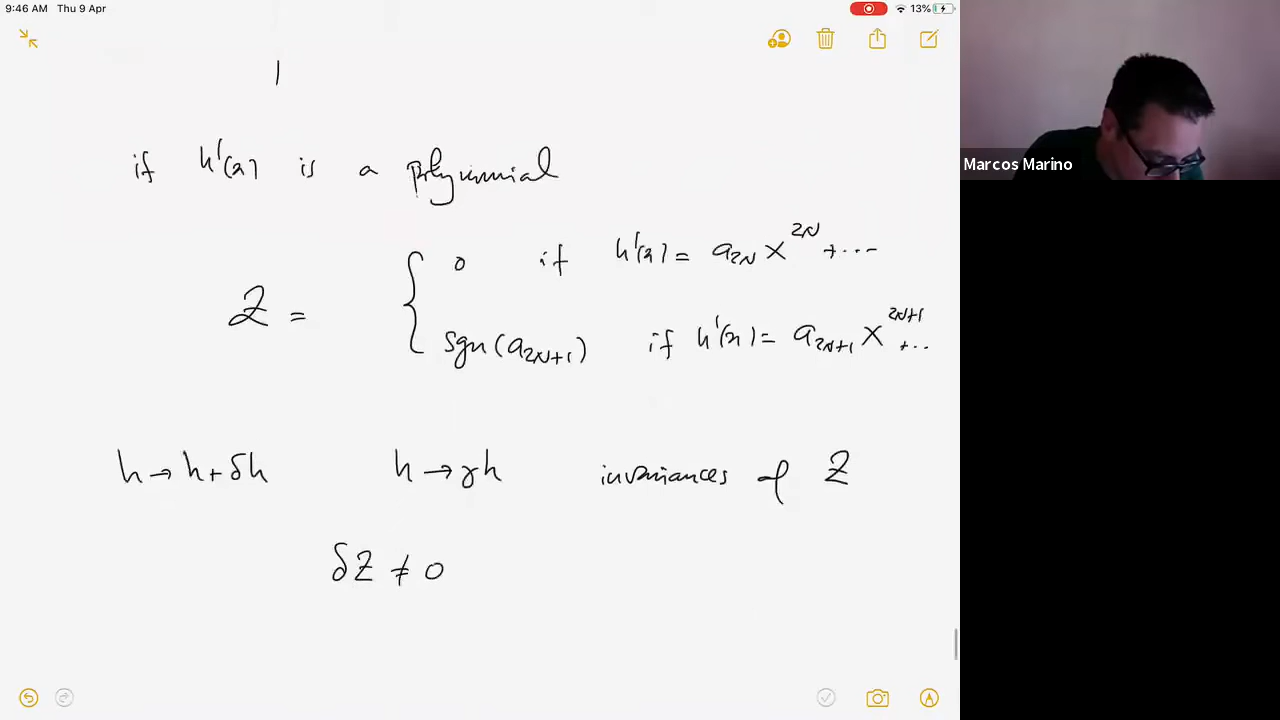 9:46 AM Thu 9 Apr
13%
Marcos Marino
if h'(x) is a polynomial
Z = { 0 if h'(x) = a_{2N} x^{2N} + ...
sgn(a_{2N+1}) if h'(x) = a_{2N+1} x^{2N+1} + ...
h → h + δh h → γh invariances of Z
δZ ≠ 0